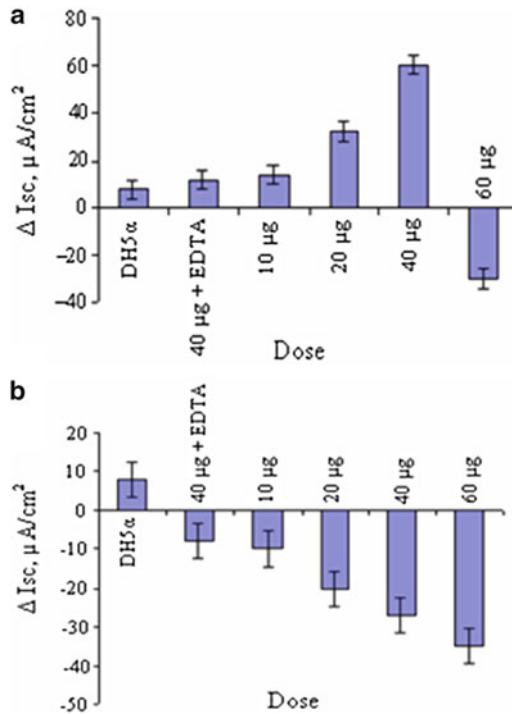 a
Δ Isc, µA/cm²
80
60
40
20
0
-20
-40
DH5α
40 µg + EDTA
10 µg
20 µg
40 µg
60 µg
Dose
b
Δ Isc, µA/cm²
20
10
0
-10
-20
-30
-40
-50
DH5α
40 µg + EDTA
10 µg
20 µg
40 µg
60 µg
Dose